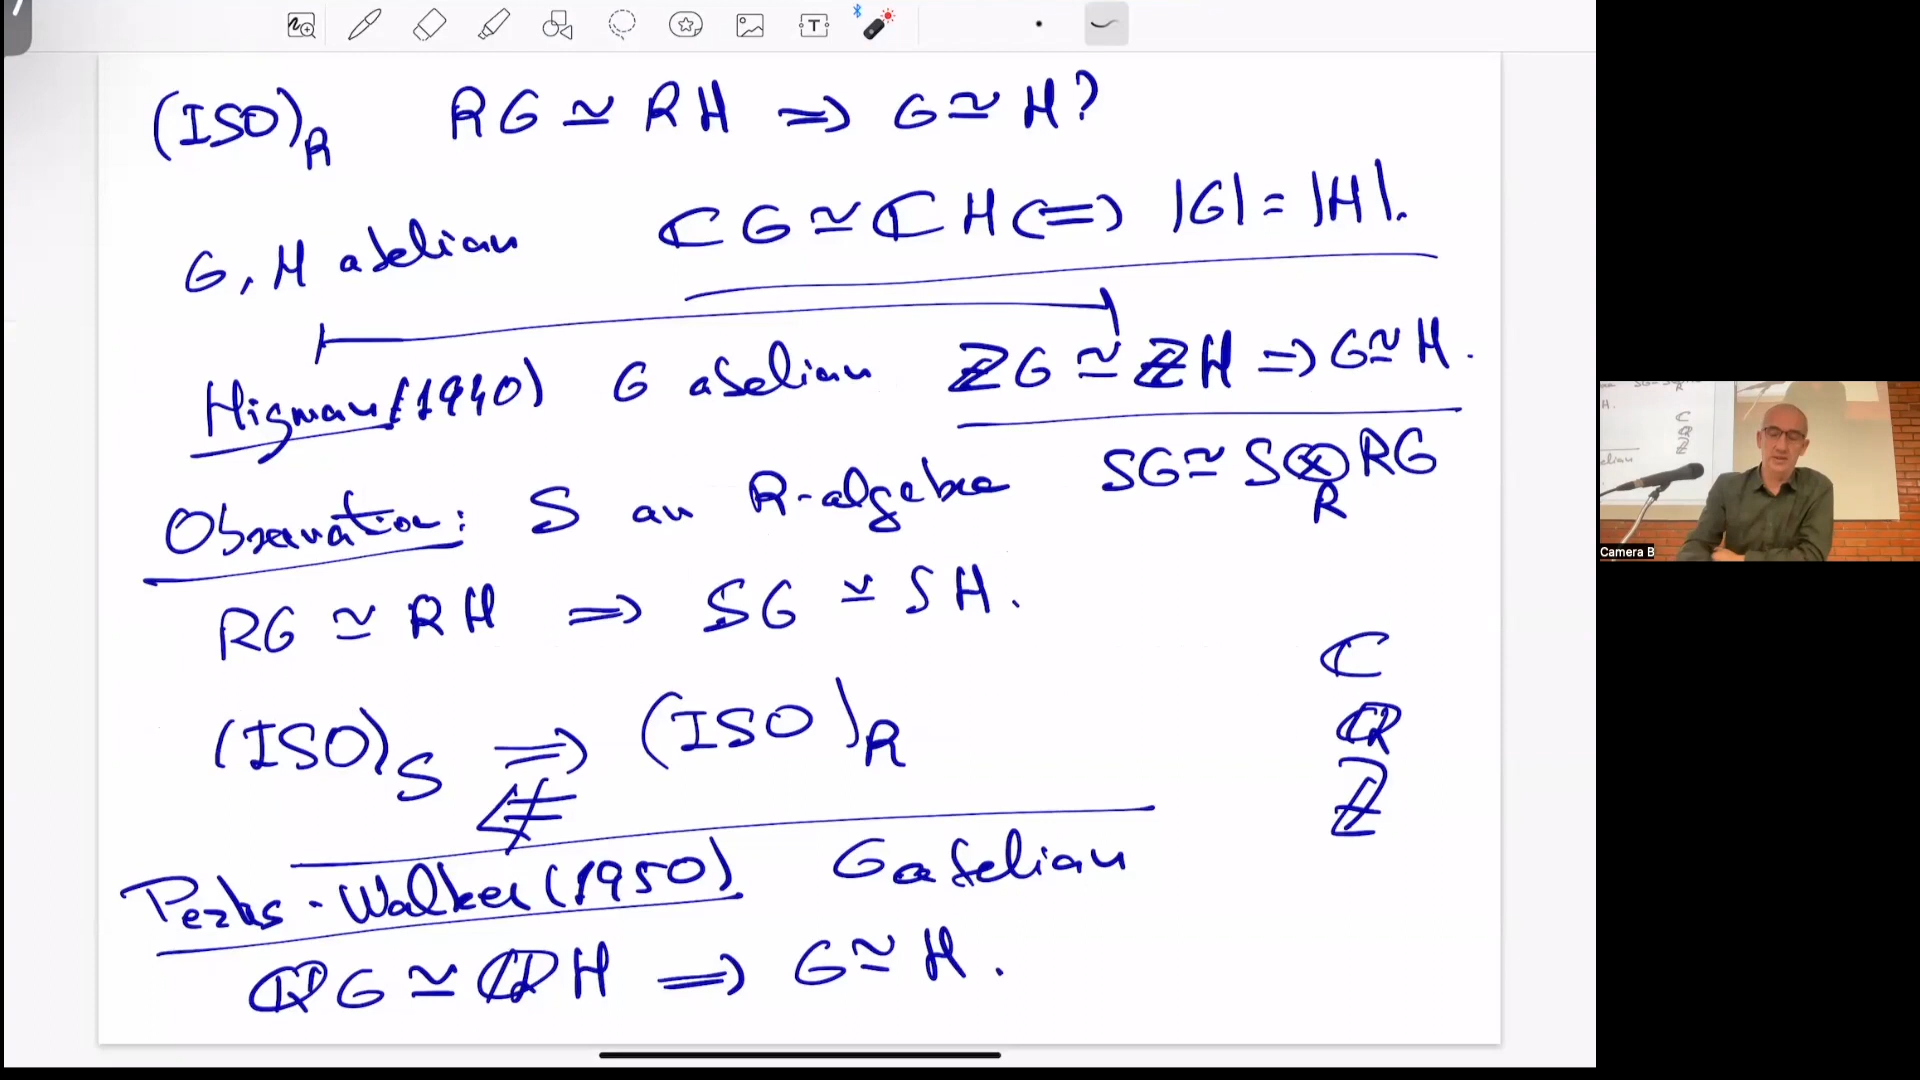 (ISO)_R RG ≅ RH ⇒ G ≅ H?
G, H abelian ℂG ≅ ℂH ⇔ |G| = |H|.
Higman (1940) G abelian ℤG ≅ ℤH ⇒ G ≅ H.
Observation: S an R-algebra SG ≅ S ⊗_R RG
RG ≅ RH ⇒ SG ≅ SH.
(ISO)_S ⇒ (ISO)_R
⇍
ℂ
ℚ
ℤ
Perlis-Walker (1950) G abelian
ℚG ≅ ℚH ⇒ G ≅ H.
T
Camera B